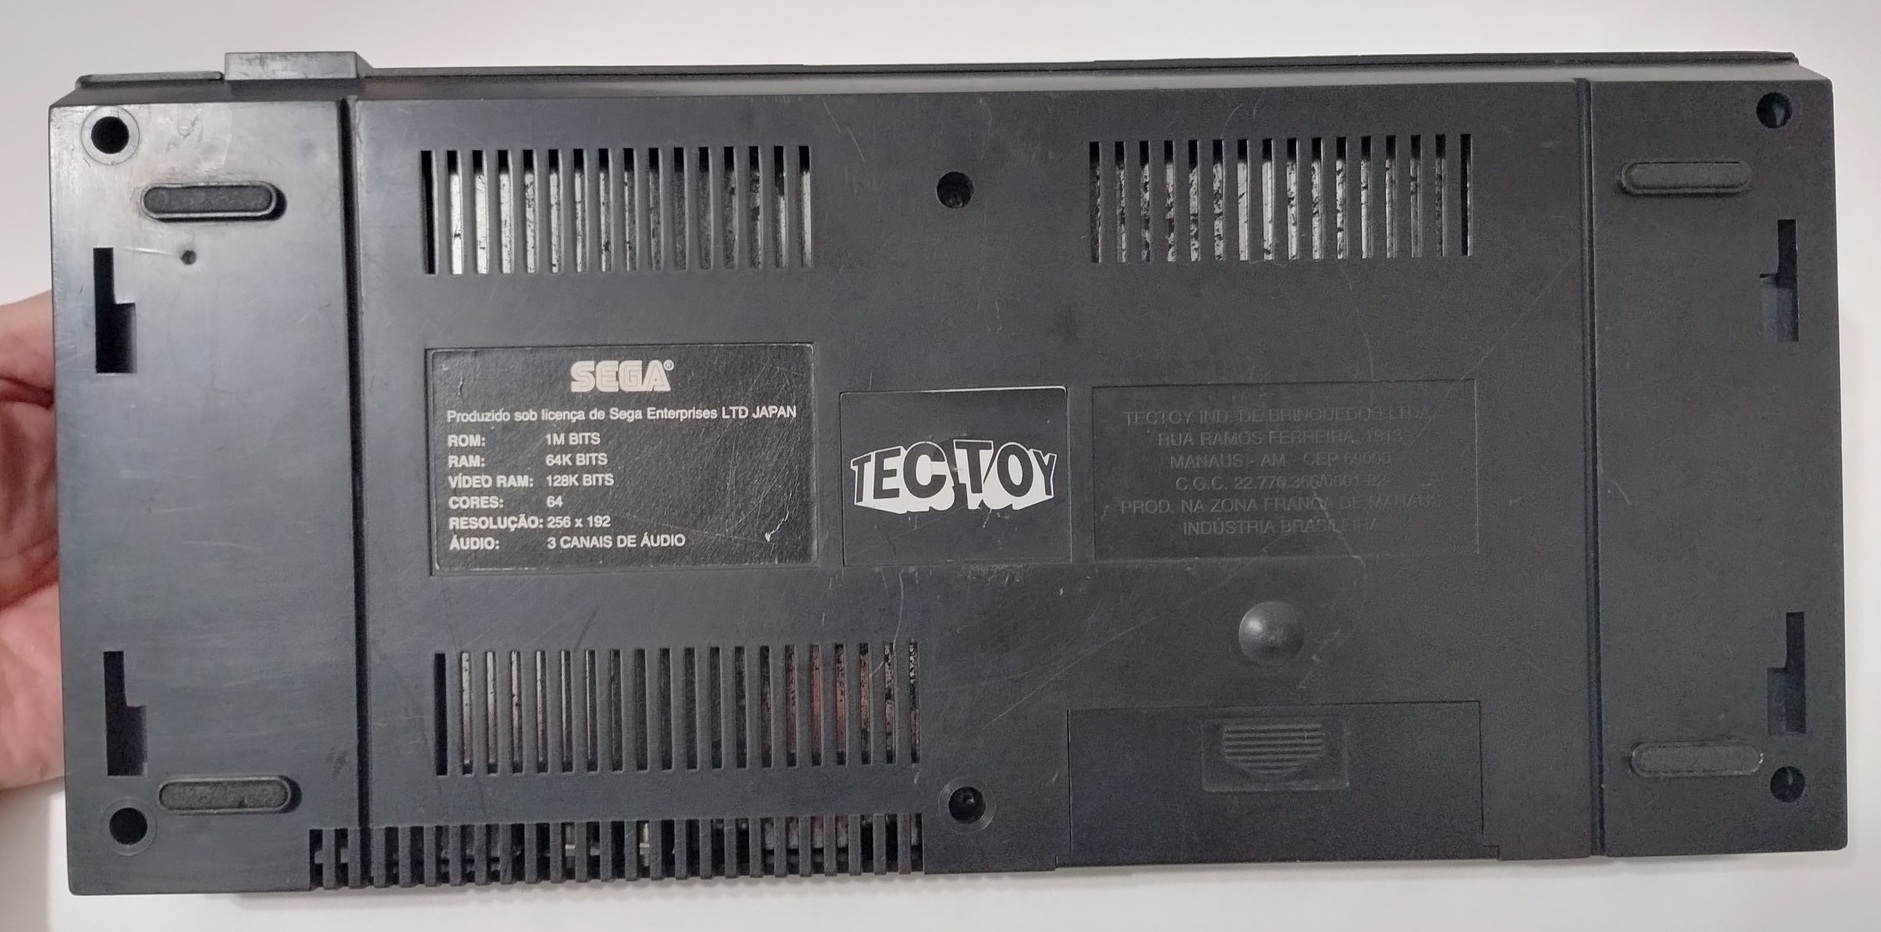 SEGA®
Produzido sob licença de Sega Enterprises LTD JAPAN
ROM: 1M BITS
RAM: 64K BITS
VÍDEO RAM: 128K BITS
CORES: 64
RESOLUÇÃO: 256 x 192
ÁUDIO: 3 CANAIS DE ÁUDIO
TEC TOY
TECTOY IND. DE BRINQUEDOS LTDA.
RUA RAMOS FERREIRA,
MANAUS - AM - CEP 69000
C.G.C.
PROD. NA ZONA FRANCA DE MANAUS
INDÚSTRIA BRASILEIRA